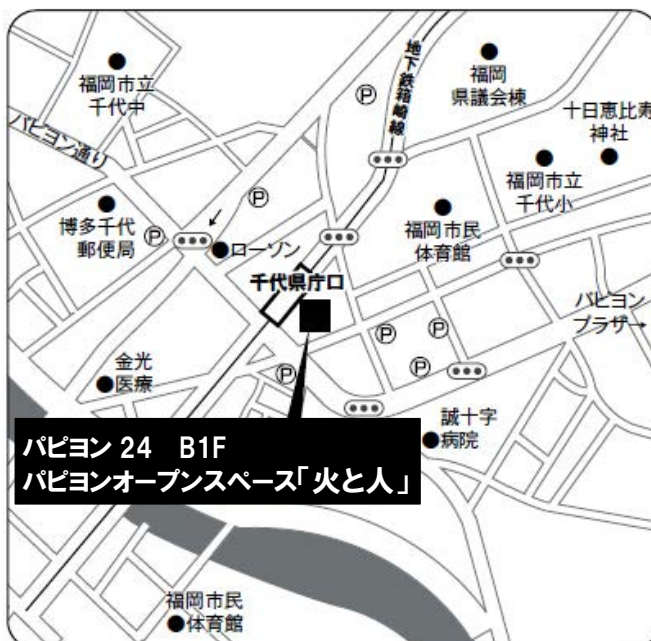 福岡市立
千代中
地下鉄箱崎線
福岡
県議会棟
十日恵比寿
神社
パピヨン通り
福岡市立
千代小
博多千代
郵便局
ローソン
福岡市民
体育館
千代県庁口
パピヨン
プラザ→
金光
医療
誠十字
病院
パピヨン 24 B1F
パピヨンオープンスペース「火と人」
福岡市民
体育館
P
P
P
P
P
P
P